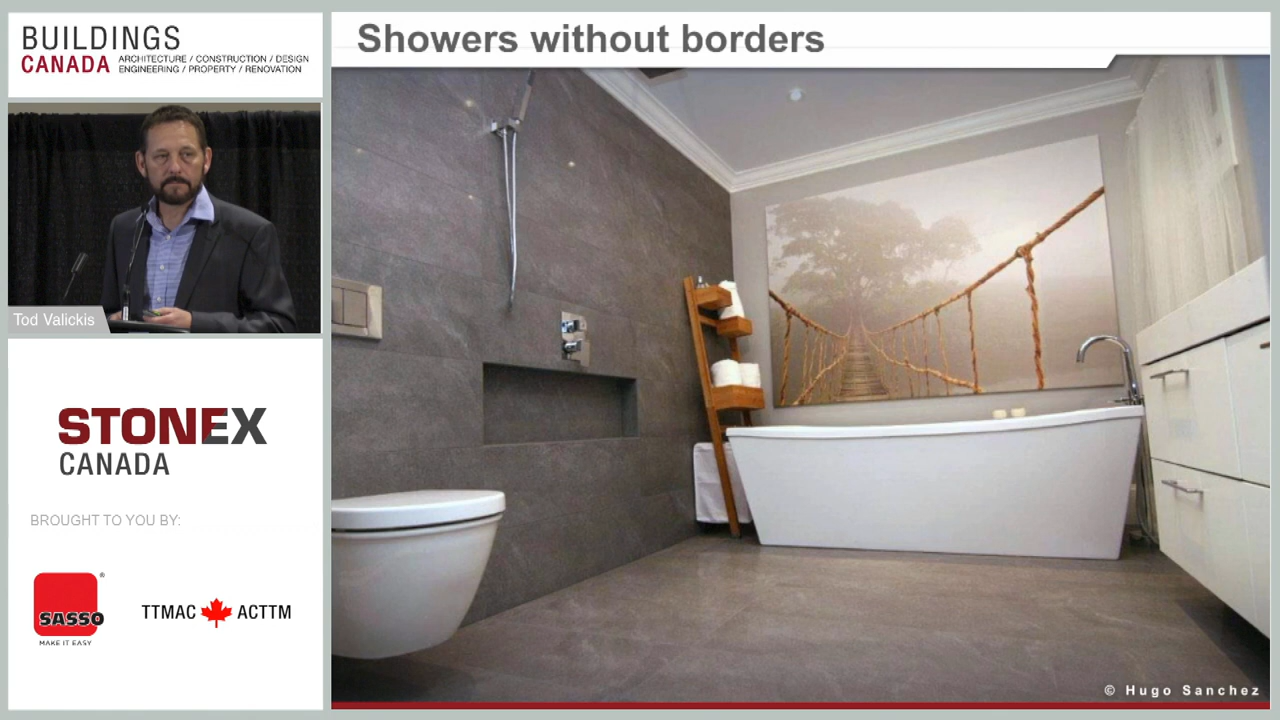 BUILDINGS
CANADA
ARCHITECTURE / CONSTRUCTION / DESIGN
ENGINEERING / PROPERTY / RENOVATION
Tod Valickis
STONEX
CANADA
BROUGHT TO YOU BY:
SASSO
®
MAKE IT EASY
TTMAC ACTTM
Showers without borders
© Hugo Sanchez